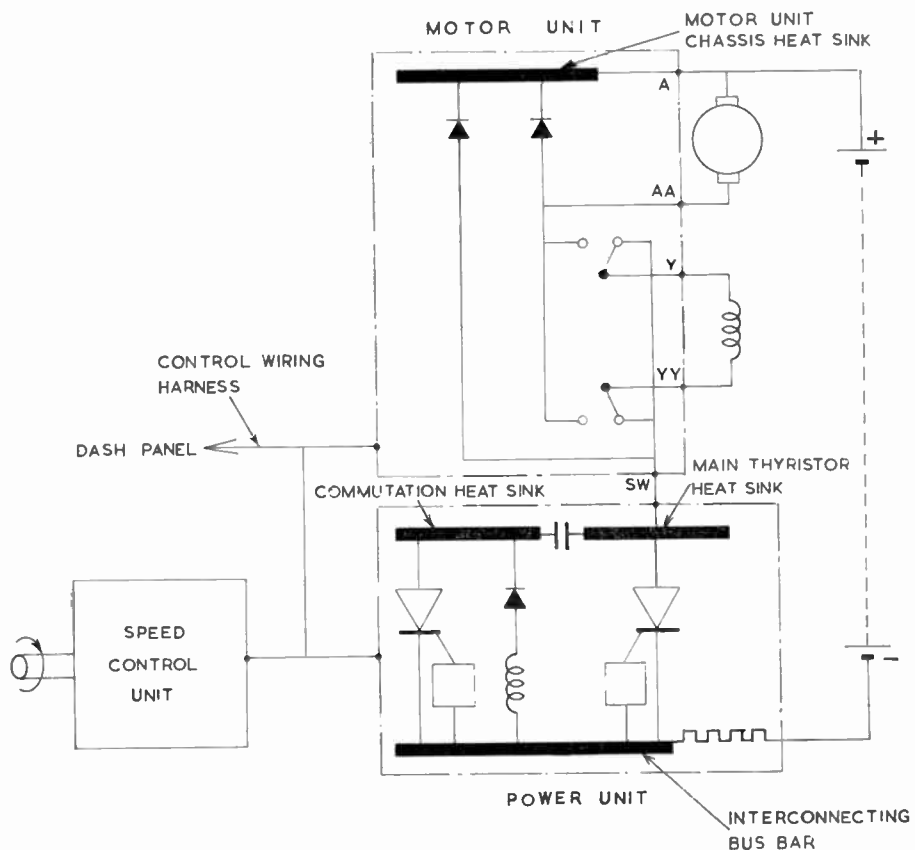 MOTOR UNIT
MOTOR UNIT
CHASSIS HEAT SINK
A
+
AA
Y
YY
CONTROL WIRING
HARNESS
DASH PANEL
SW
MAIN THYRISTOR
HEAT SINK
COMMUTATION HEAT SINK
SPEED
CONTROL
UNIT
-
POWER UNIT
INTERCONNECTING
BUS BAR